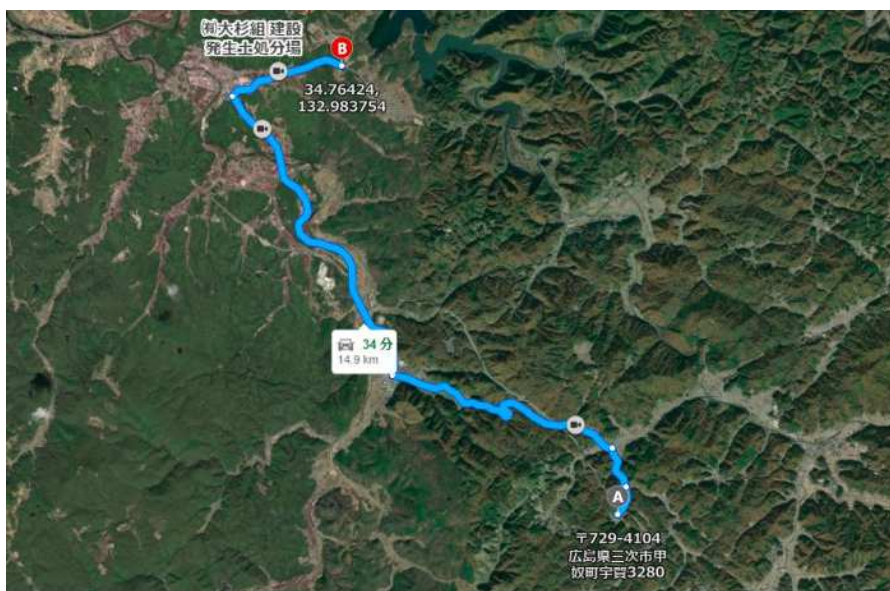 ㈲大杉組 建設
発生土処分場
B
34.76424,
132.983754
34 分
14.9 km
A
〒729-4104
広島県三次市甲
奴町宇賀3280